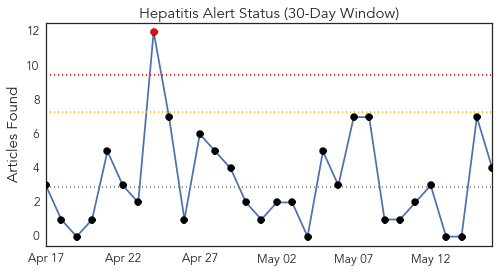 Hepatitis Alert Status (30-Day Window)
Articles Found
12
10
8
6
4
2
0
Apr 17
Apr 22
Apr 27
May 02
May 07
May 12